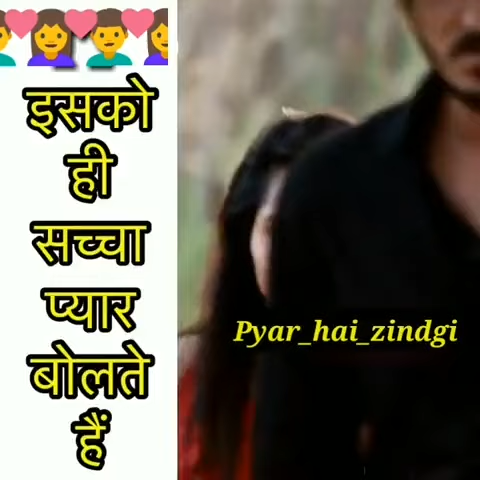 इसको
ही
सच्चा
प्यार
बोलते
हैं
Pyar_hai_zindgi